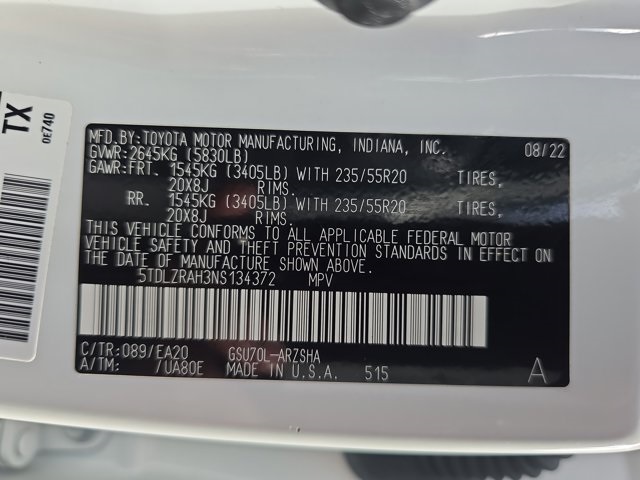 MFD.BY:TOYOTA MOTOR MANUFACTURING, INDIANA, INC. 08/22
GVWR:2645KG (5830LB)
GAWR:FRT. 1545KG (3405LB) WITH 235/55R20 TIRES,
20X8J RIMS.
RR. 1545KG (3405LB) WITH 235/55R20 TIRES,
20X8J RIMS.
THIS VEHICLE CONFORMS TO ALL APPLICABLE FEDERAL MOTOR
VEHICLE SAFETY AND THEFT PREVENTION STANDARDS IN EFFECT ON
THE DATE OF MANUFACTURE SHOWN ABOVE.
5TDLZRAH3NS134372 MPV
C/TR:089/EA20 GSU70L-ARZSHA
A/TM: /UA80E MADE IN U.S.A. 515
A
TX
0E740